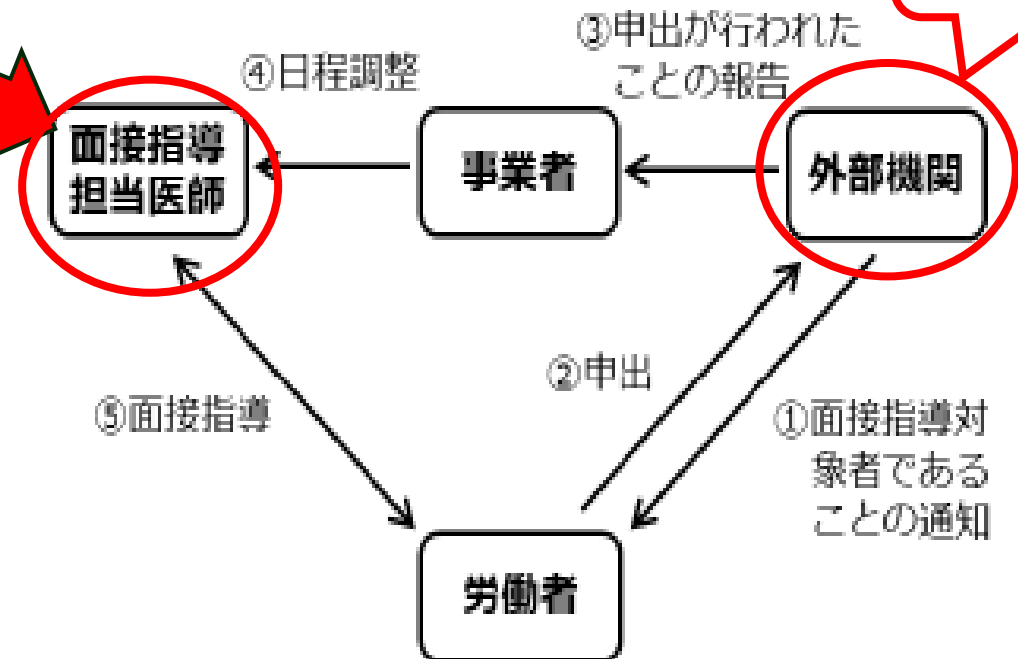 ③申出が行われた
ことの報告
④日程調整
面接指導
担当医師
事業者
外部機関
②申出
⑤面接指導
①面接指導対
象者である
ことの通知
労働者